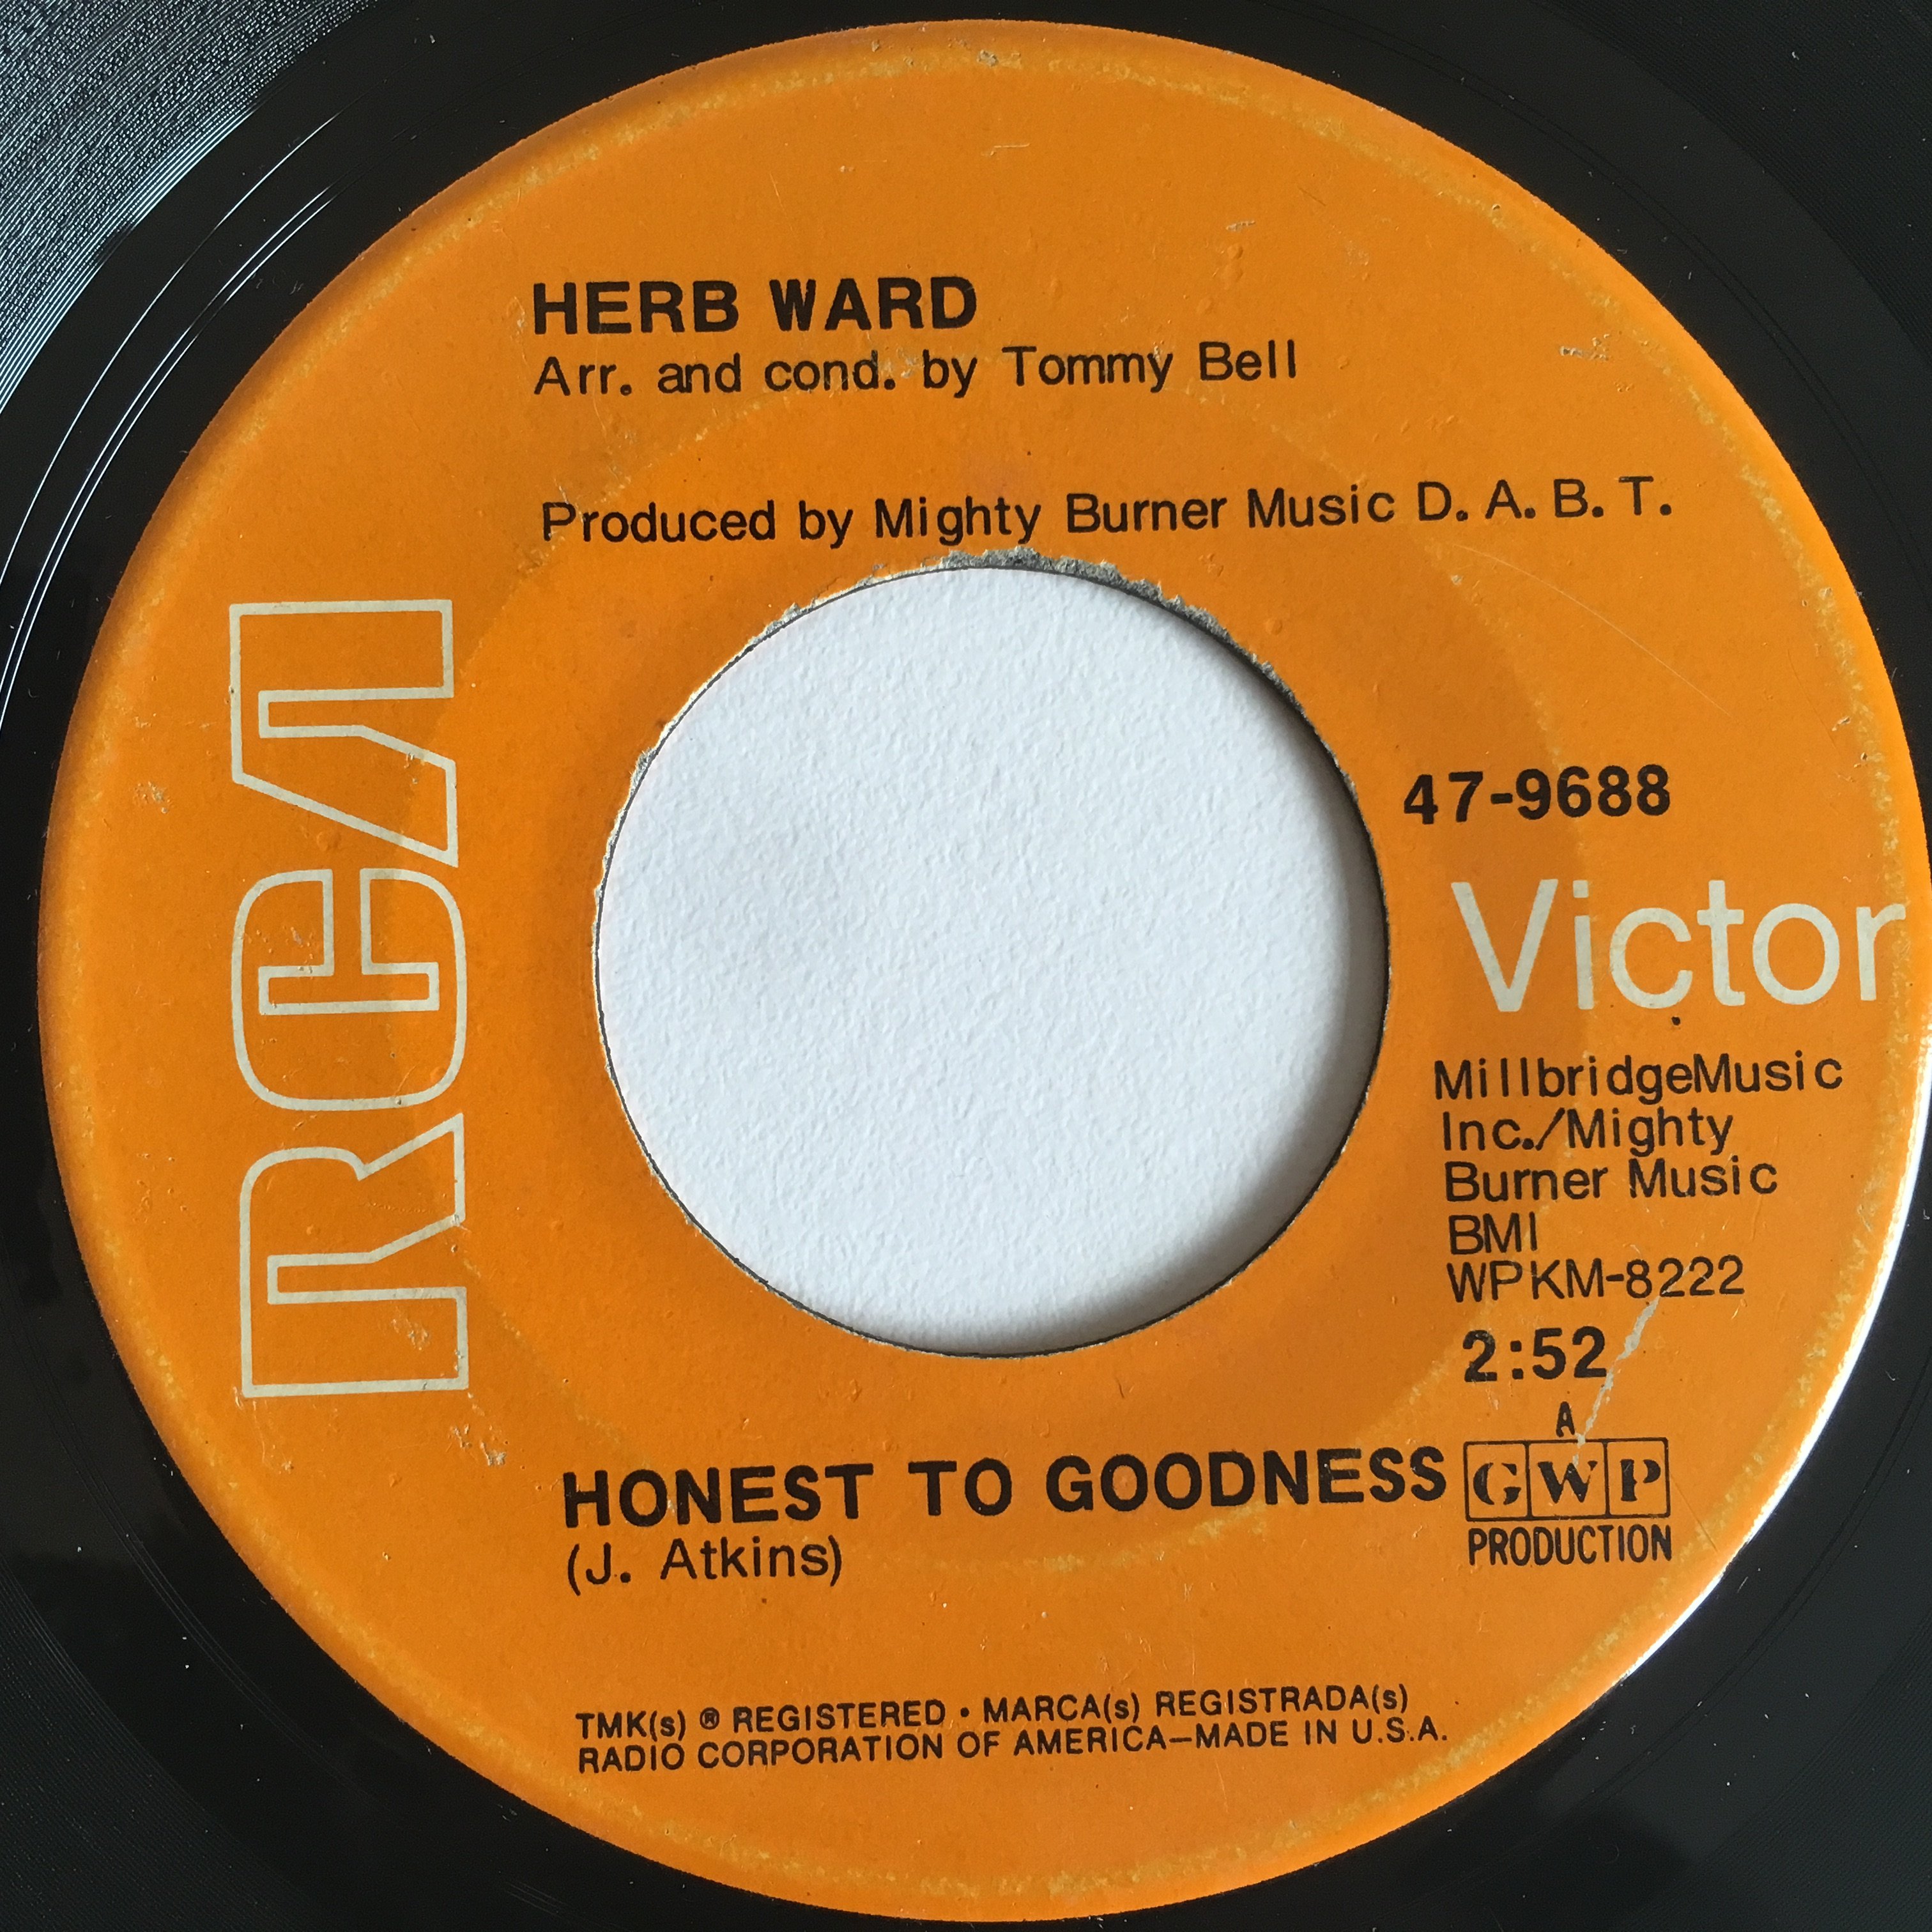 HERB WARD
Arr. and cond. by Tommy Bell
Produced by Mighty Burner Music D. A. B. T.
RCA
47-9688
Victor
MillbridgeMusic
Inc./Mighty
Burner Music
BMI
WPKM-8222
2:52
A
GWP
PRODUCTION
HONEST TO GOODNESS
(J. Atkins)
TMK(s) ® REGISTERED • MARCA(s) REGISTRADA(s)
RADIO CORPORATION OF AMERICA—MADE IN U.S.A.